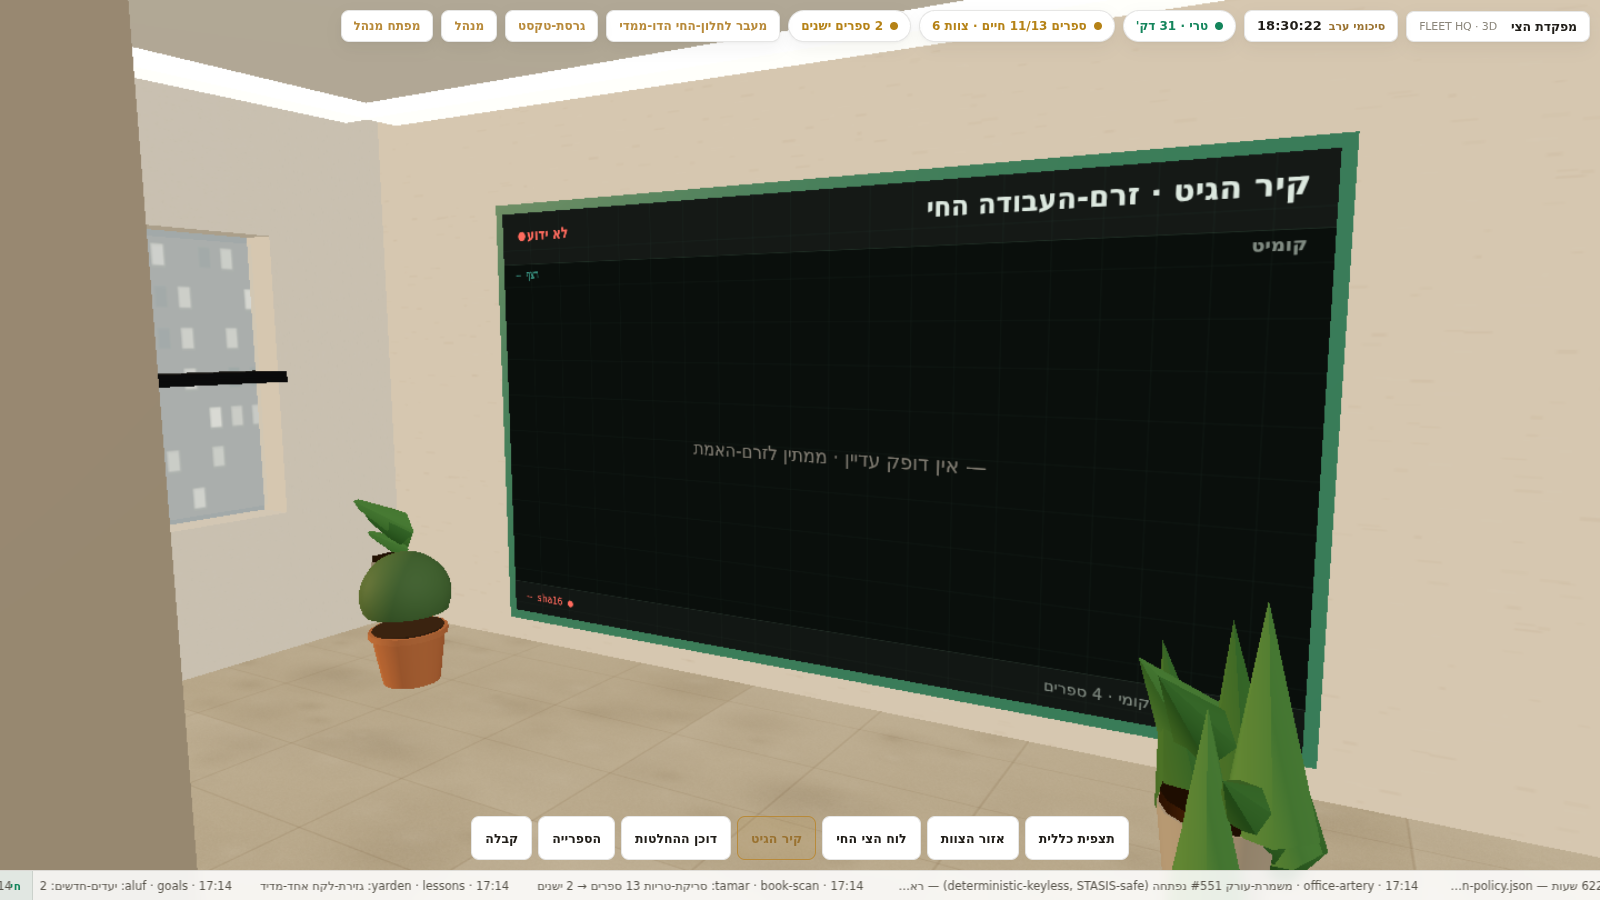 מפקדת הצי FLEET HQ · 3D
סיכומי ערב 18:30:22
טרי · 31 דק'
ספרים 11/13 חיים · צוות 6
2 ספרים ישנים
מעבר לחלון-החי הדו-ממדי
גרסת-טקסט
מנהל
מפתח מנהל
קיר הגיט · זרם-העבודה החי
לא ידוע
קומיט
רצף —
— אין דופק עדיין · ממתין לזרם-האמת
— sha16
קומי · 4 ספרים
תצפית כללית
אזור הצוות
לוח הצי החי
קיר הגיט
דוכן ההחלטות
הספרייה
קבלה
622 שעות — n-policy.json...
17:14 · office-artery · משמרת-עורק #551 נפתחה (deterministic-keyless, STASIS-safe) — רא...
17:14 · tamar · book-scan: סריקת-טריות 13 ספרים → 2 ישנים
17:14 · yarden · lessons: גזירת-לקח אחד-מדיד
17:14 · aluf · goals: יעדים-חדשים: 2